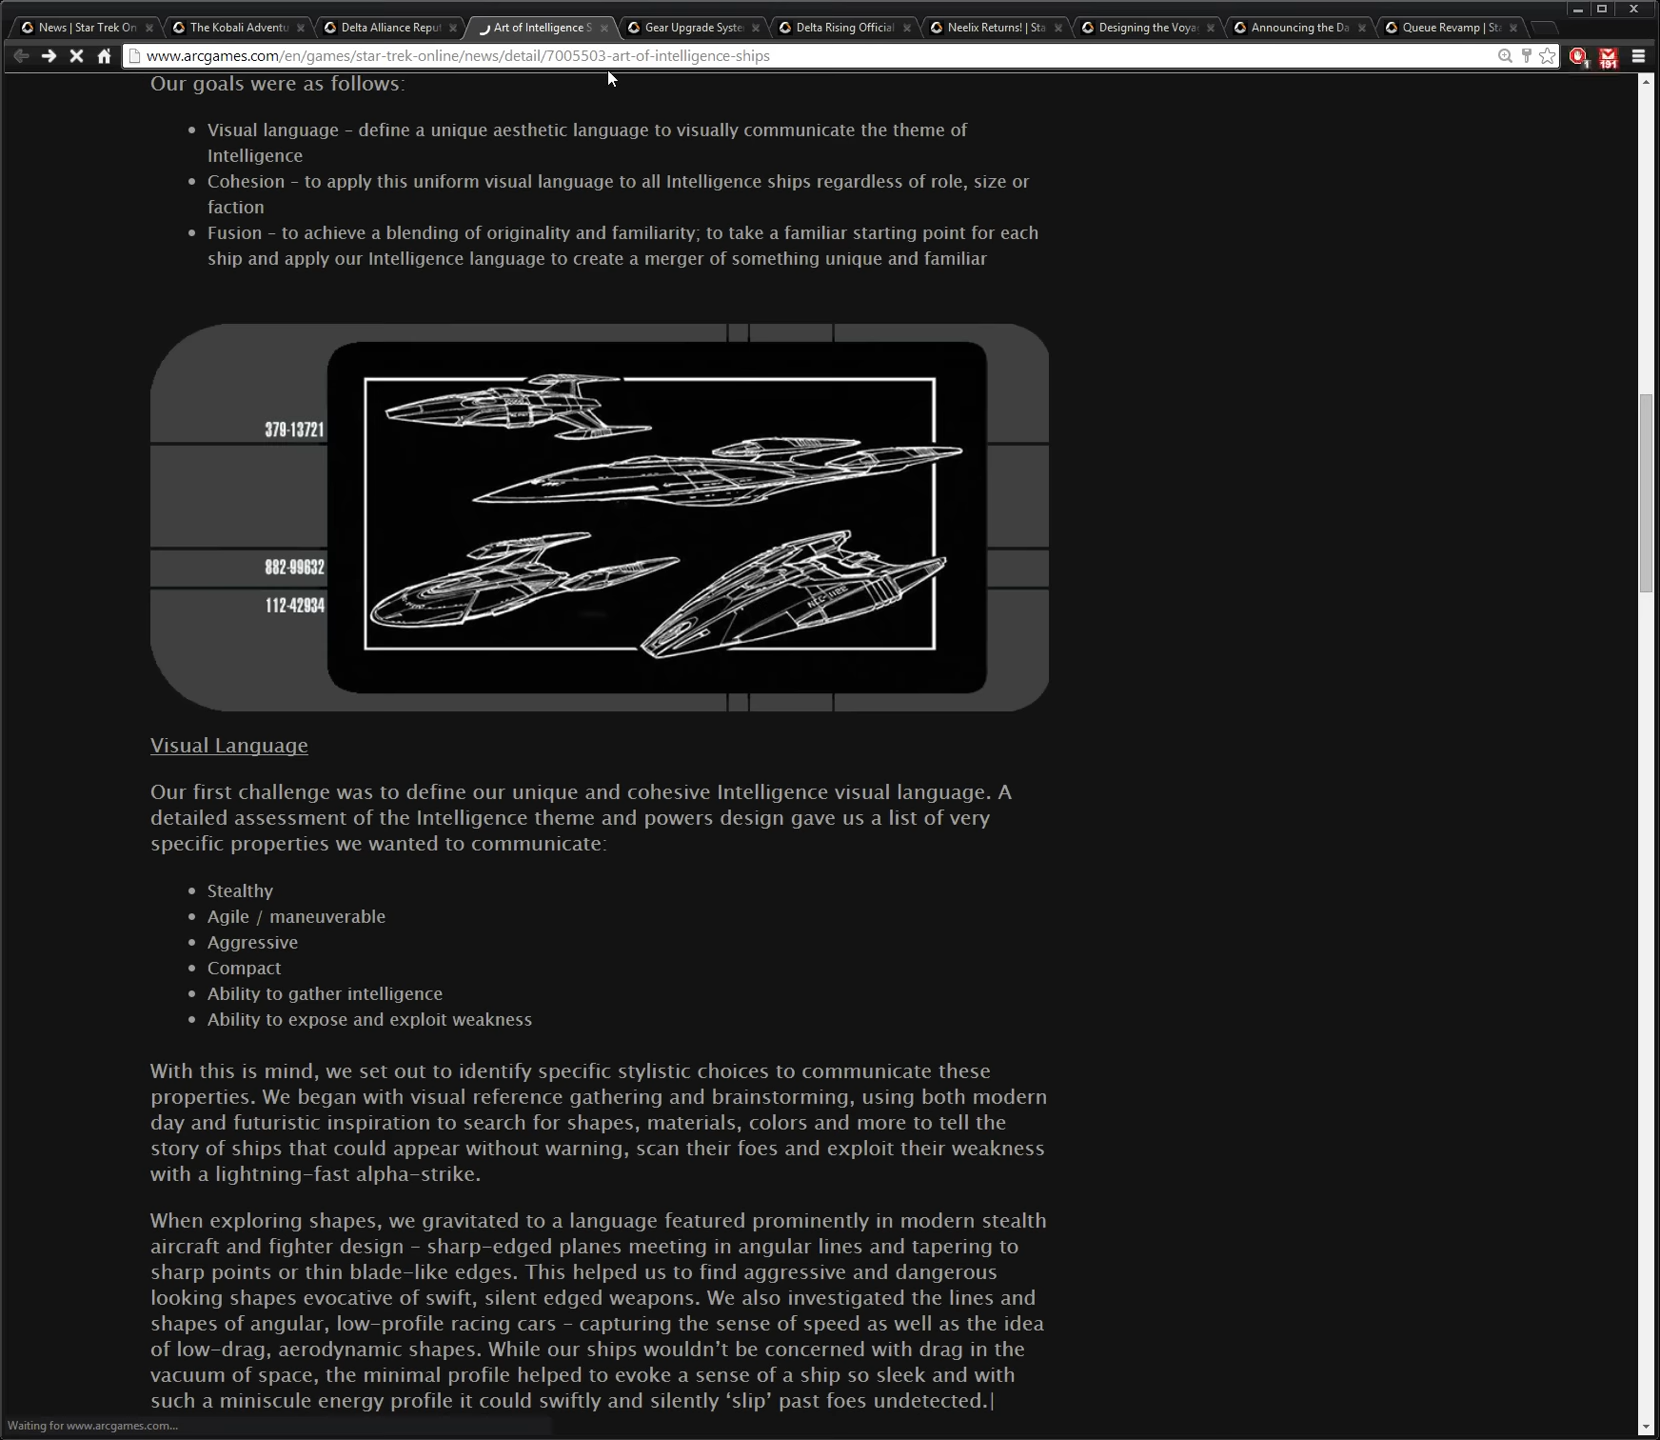 News | Star Trek On
The Kobali Adventu
Delta Alliance Reput
Art of Intelligence S
Gear Upgrade Syste
Delta Rising Official
Neelix Returns! | Sta
Designing the Voya
Announcing the Da
Queue Revamp | Sta
www.arcgames.com/en/games/star-trek-online/news/detail/7005503-art-of-intelligence-ships
1
191
Our goals were as follows:
• Visual language – define a unique aesthetic language to visually communicate the theme of
Intelligence
• Cohesion – to apply this uniform visual language to all Intelligence ships regardless of role, size or
faction
• Fusion – to achieve a blending of originality and familiarity; to take a familiar starting point for each
ship and apply our Intelligence language to create a merger of something unique and familiar
379-13721
882-99632
112-42934
Visual Language
Our first challenge was to define our unique and cohesive Intelligence visual language. A
detailed assessment of the Intelligence theme and powers design gave us a list of very
specific properties we wanted to communicate:
• Stealthy
• Agile / maneuverable
• Aggressive
• Compact
• Ability to gather intelligence
• Ability to expose and exploit weakness
With this is mind, we set out to identify specific stylistic choices to communicate these
properties. We began with visual reference gathering and brainstorming, using both modern
day and futuristic inspiration to search for shapes, materials, colors and more to tell the
story of ships that could appear without warning, scan their foes and exploit their weakness
with a lightning-fast alpha-strike.
When exploring shapes, we gravitated to a language featured prominently in modern stealth
aircraft and fighter design – sharp-edged planes meeting in angular lines and tapering to
sharp points or thin blade-like edges. This helped us to find aggressive and dangerous
looking shapes evocative of swift, silent edged weapons. We also investigated the lines and
shapes of angular, low-profile racing cars – capturing the sense of speed as well as the idea
of low-drag, aerodynamic shapes. While our ships wouldn't be concerned with drag in the
vacuum of space, the minimal profile helped to evoke a sense of a ship so sleek and with
such a miniscule energy profile it could swiftly and silently ‘slip’ past foes undetected.
Waiting for www.arcgames.com...